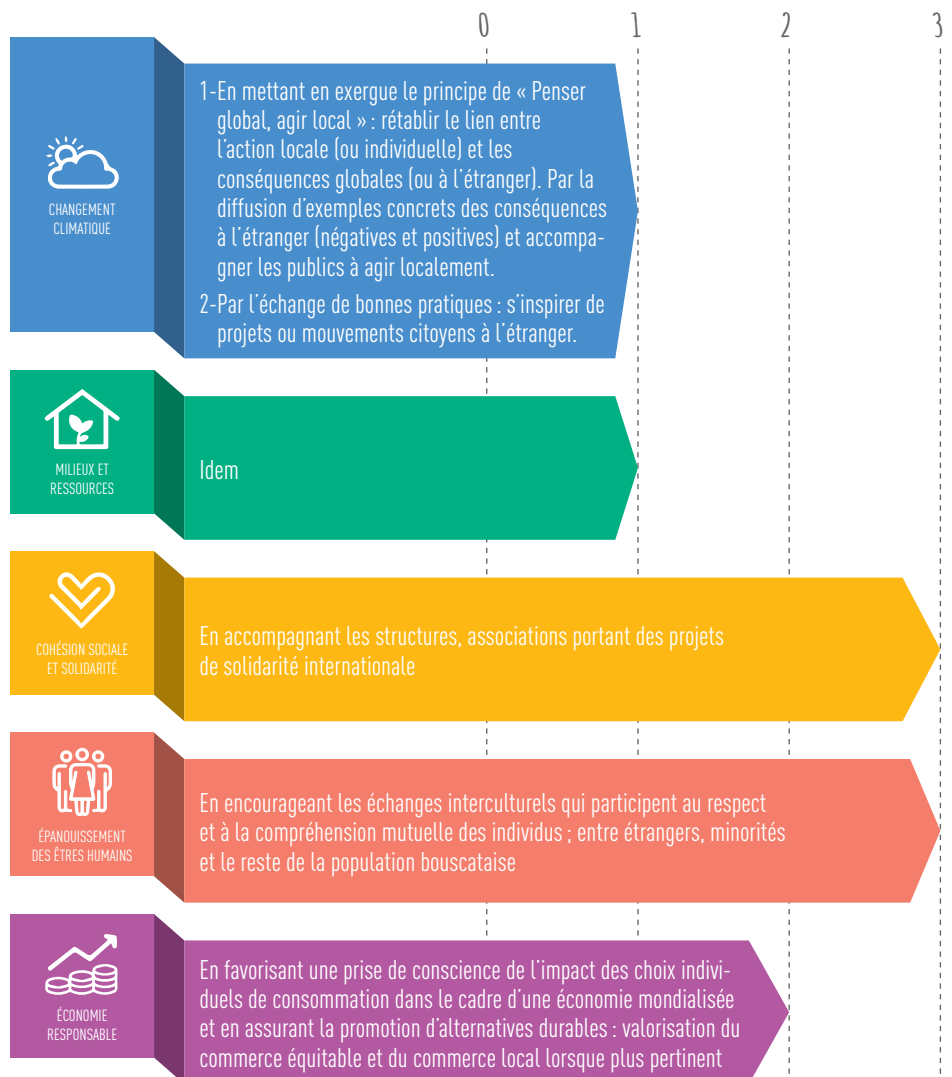 0 1 2 3
CHANGEMENT
CLIMATIQUE
1-En mettant en exergue le principe de « Penser
global, agir local » : rétablir le lien entre
l'action locale (ou individuelle) et les
conséquences globales (ou à l'étranger). Par la
diffusion d'exemples concrets des conséquences
à l'étranger (négatives et positives) et accompa-
gner les publics à agir localement.
2-Par l'échange de bonnes pratiques : s'inspirer de
projets ou mouvements citoyens à l'étranger.
MILIEUX ET
RESSOURCES
Idem
COHÉSION SOCIALE
ET SOLIDARITÉ
En accompagnant les structures, associations portant des projets
de solidarité internationale
ÉPANOUISSEMENT
DES ÊTRES HUMAINS
En encourageant les échanges interculturels qui participent au respect
et à la compréhension mutuelle des individus ; entre étrangers, minorités
et le reste de la population bouscataise
ÉCONOMIE
RESPONSABLE
En favorisant une prise de conscience de l'impact des choix indivi-
duels de consommation dans le cadre d'une économie mondialisée
et en assurant la promotion d'alternatives durables : valorisation du
commerce équitable et du commerce local lorsque plus pertinent